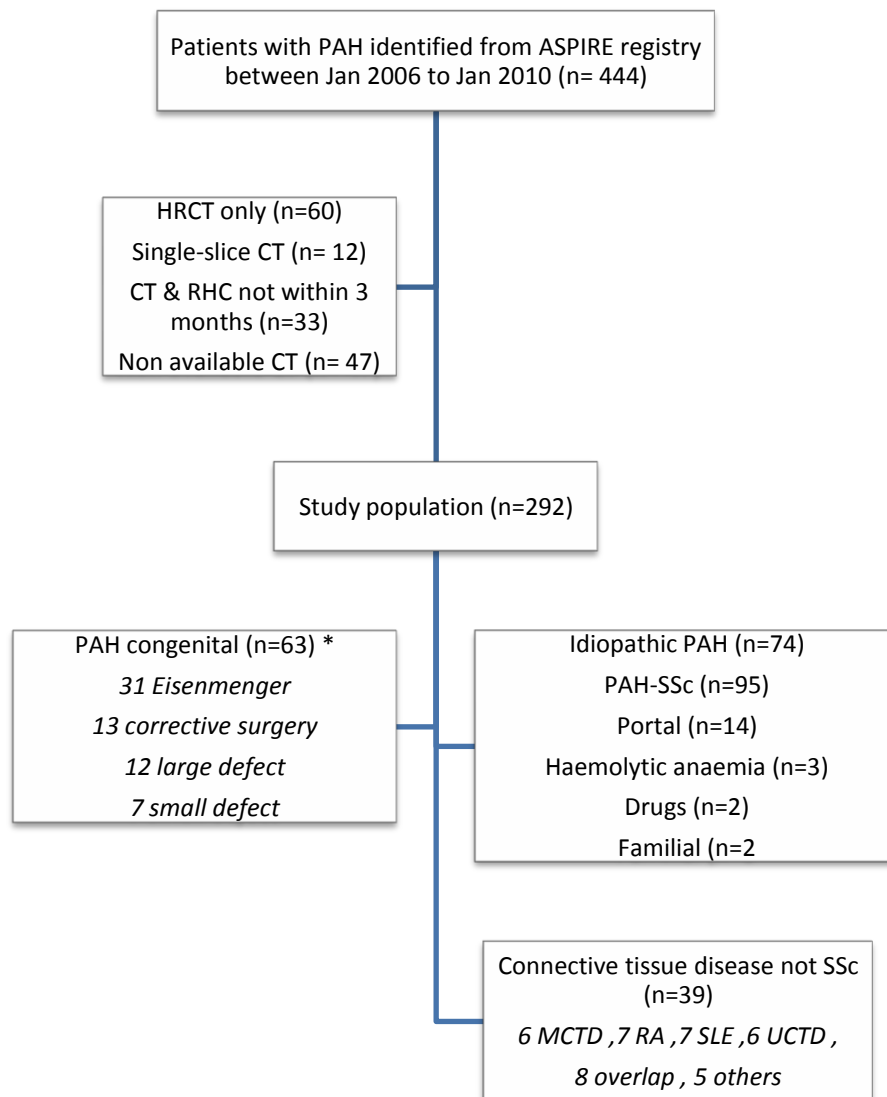 Patients with PAH identified from ASPIRE registry
between Jan 2006 to Jan 2010 (n= 444)
HRCT only (n=60)
Single-slice CT (n= 12)
CT & RHC not within 3
months (n=33)
Non available CT (n= 47)
Study population (n=292)
PAH congenital (n=63) *
31 Eisenmenger
13 corrective surgery
12 large defect
7 small defect
Idiopathic PAH (n=74)
PAH-SSc (n=95)
Portal (n=14)
Haemolytic anaemia (n=3)
Drugs (n=2)
Familial (n=2
Connective tissue disease not SSc
(n=39)
6 MCTD ,7 RA ,7 SLE ,6 UCTD ,
8 overlap , 5 others